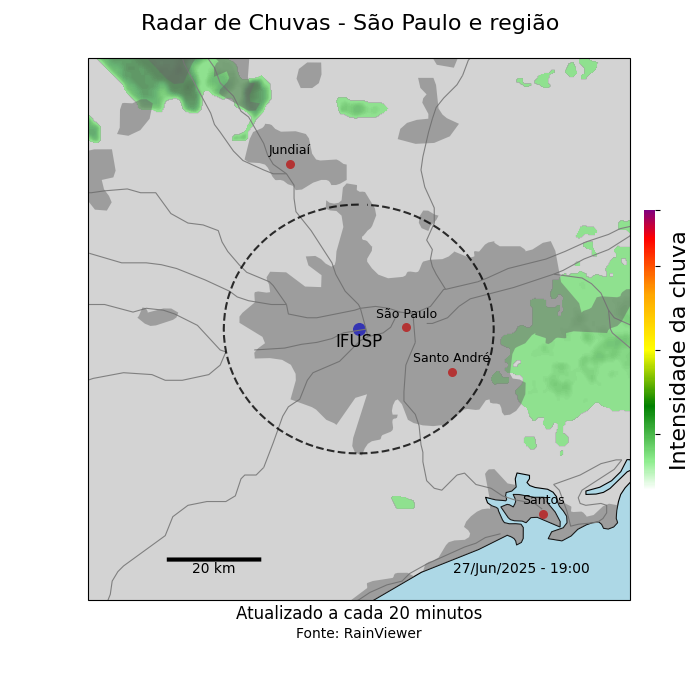 Radar de Chuvas - São Paulo e região
Jundiaí
São Paulo
IFUSP
Santo André
Santos
20 km
27/Jun/2025 - 19:00
Intensidade da chuva
Atualizado a cada 20 minutos
Fonte: RainViewer